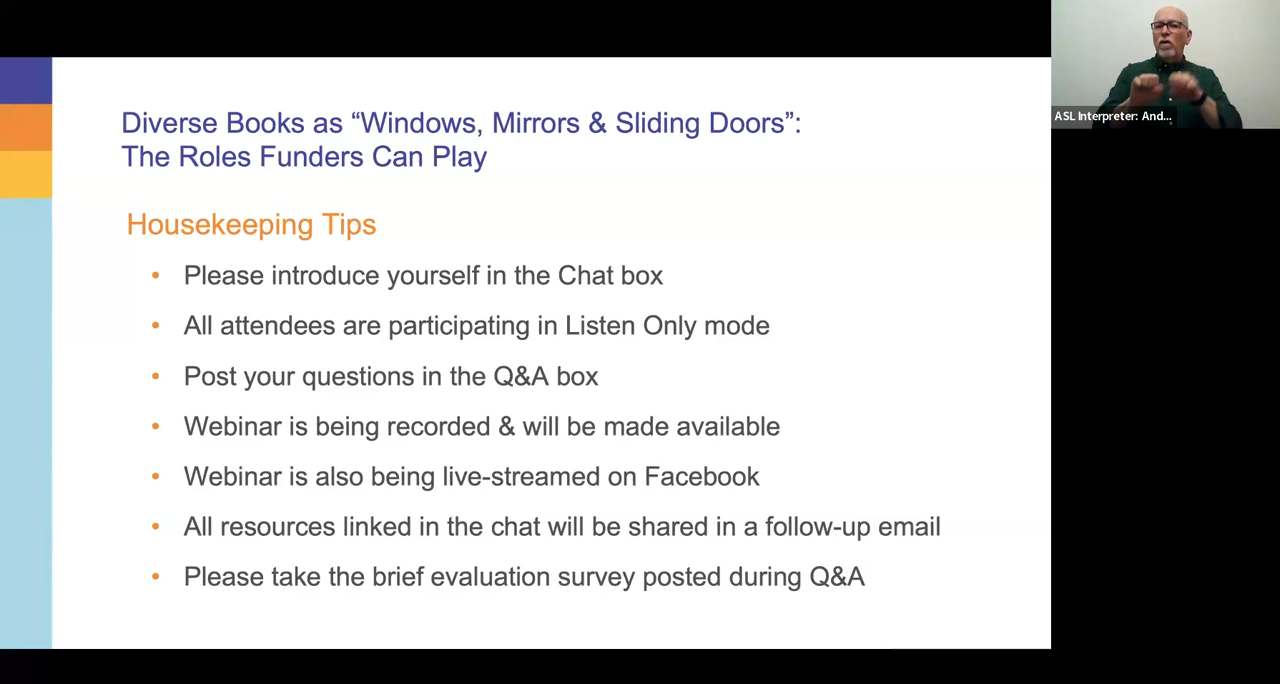 Diverse Books as “Windows, Mirrors & Sliding Doors”:
The Roles Funders Can Play
Housekeeping Tips
• Please introduce yourself in the Chat box
• All attendees are participating in Listen Only mode
• Post your questions in the Q&A box
• Webinar is being recorded & will be made available
• Webinar is also being live-streamed on Facebook
• All resources linked in the chat will be shared in a follow-up email
• Please take the brief evaluation survey posted during Q&A
ASL Interpreter: And...